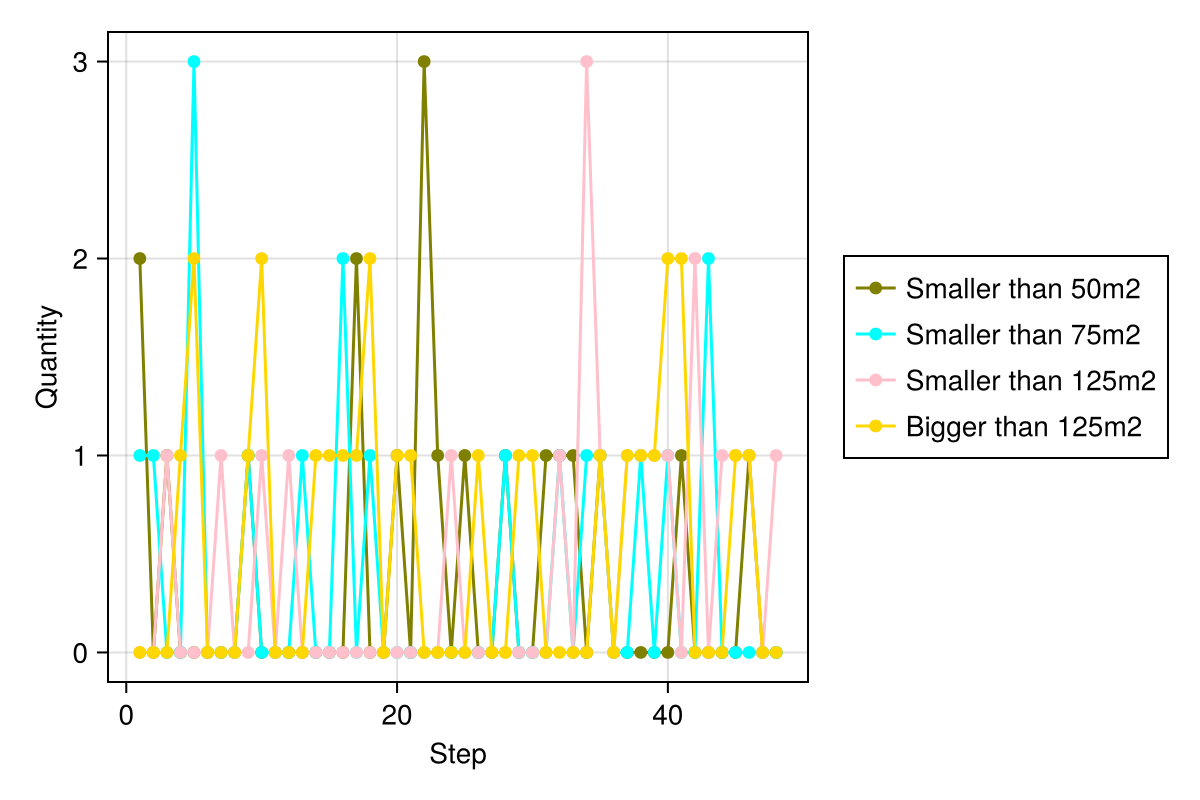 3
2
1
0
Quantity
0 20 40
Step
Smaller than 50m2
Smaller than 75m2
Smaller than 125m2
Bigger than 125m2